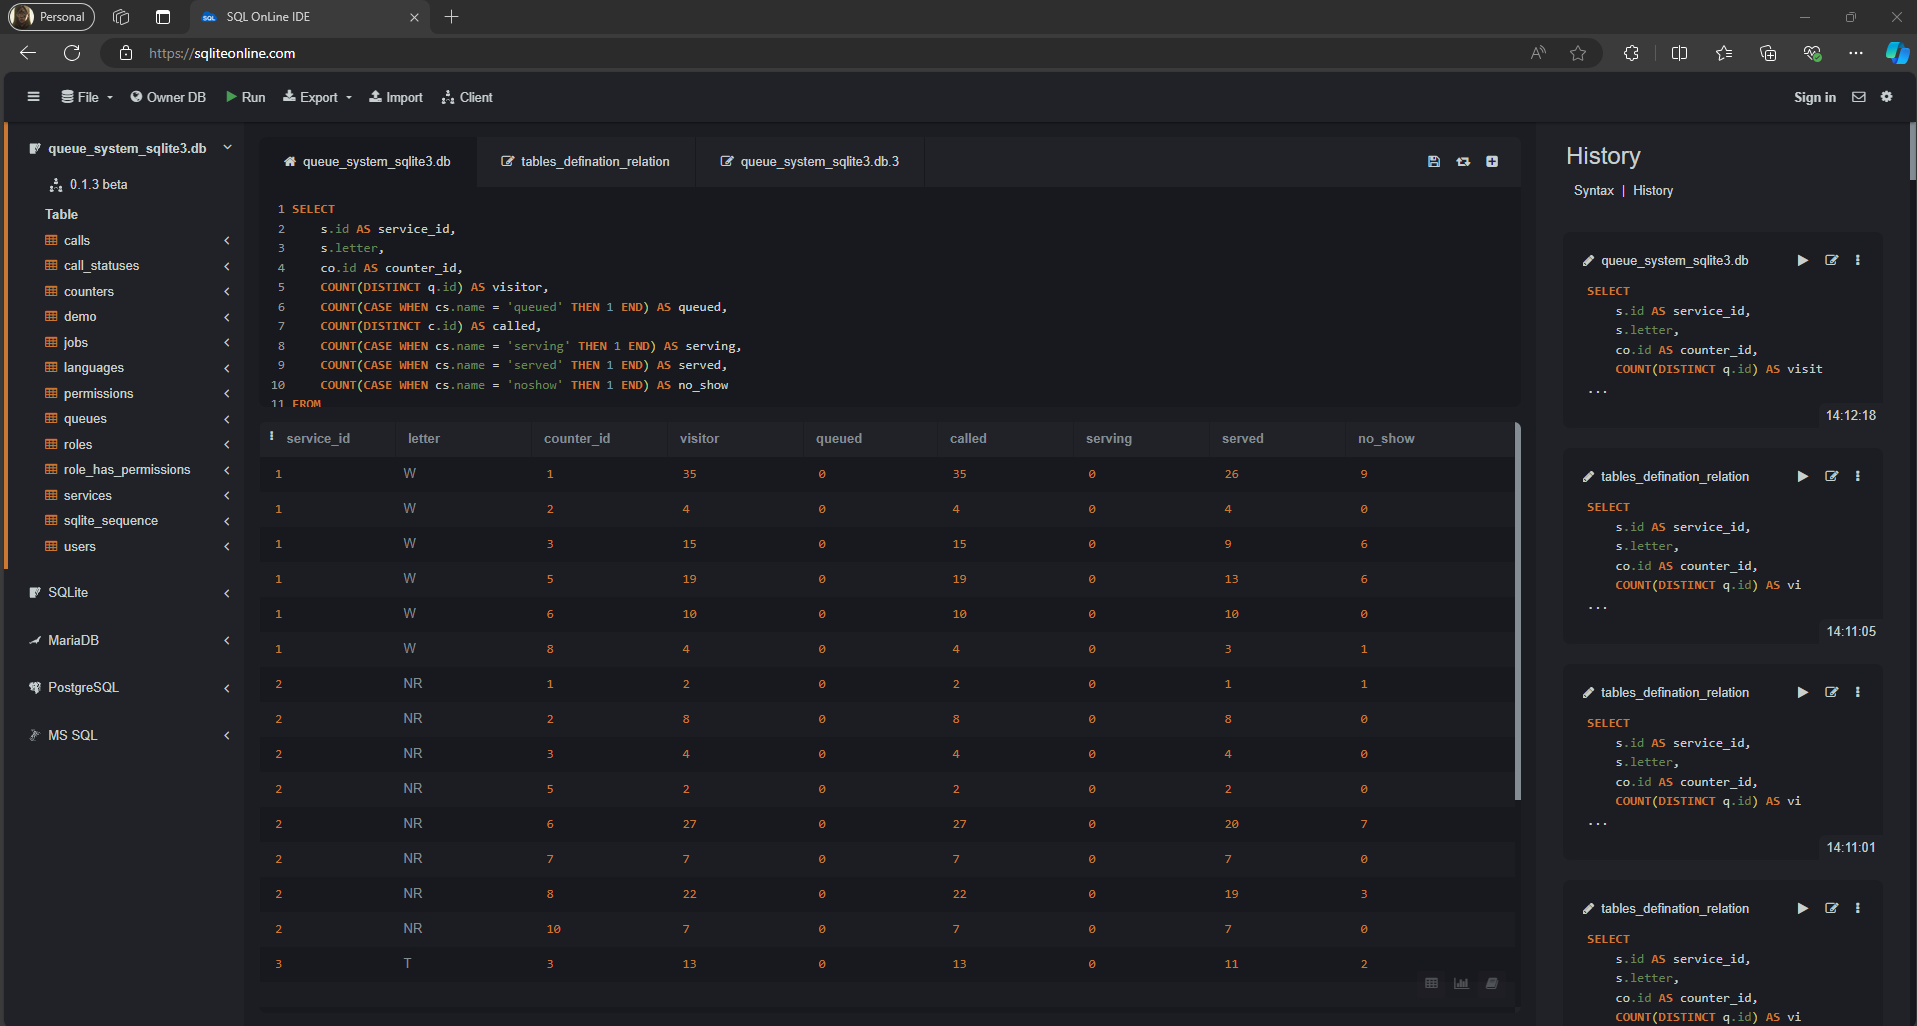 Personal
SQL OnLine IDE
https://sqliteonline.com
File
Owner DB
Run
Export
Import
Client
Sign in
queue_system_sqlite3.db
0.1.3 beta
Table
calls
call_statuses
counters
demo
jobs
languages
permissions
queues
roles
role_has_permissions
services
sqlite_sequence
users
SQLite
MariaDB
PostgreSQL
MS SQL
queue_system_sqlite3.db
tables_defination_relation
queue_system_sqlite3.db.3
1 SELECT
2 s.id AS service_id,
3 s.letter,
4 co.id AS counter_id,
5 COUNT(DISTINCT q.id) AS visitor,
6 COUNT(CASE WHEN cs.name = 'queued' THEN 1 END) AS queued,
7 COUNT(DISTINCT c.id) AS called,
8 COUNT(CASE WHEN cs.name = 'serving' THEN 1 END) AS serving,
9 COUNT(CASE WHEN cs.name = 'served' THEN 1 END) AS served,
10 COUNT(CASE WHEN cs.name = 'noshow' THEN 1 END) AS no_show
11 FROM
service_id letter counter_id visitor queued called serving served no_show
1 W 1 35 0 35 0 26 9
1 W 2 4 0 4 0 4 0
1 W 3 15 0 15 0 9 6
1 W 5 19 0 19 0 13 6
1 W 6 10 0 10 0 10 0
1 W 8 4 0 4 0 3 1
2 NR 1 2 0 2 0 1 1
2 NR 2 8 0 8 0 8 0
2 NR 3 4 0 4 0 4 0
2 NR 5 2 0 2 0 2 0
2 NR 6 27 0 27 0 20 7
2 NR 7 7 0 7 0 7 0
2 NR 8 22 0 22 0 19 3
2 NR 10 7 0 7 0 7 0
3 T 3 13 0 13 0 11 2
History
Syntax | History
queue_system_sqlite3.db
SELECT
s.id AS service_id,
s.letter,
co.id AS counter_id,
COUNT(DISTINCT q.id) AS visit
...
14:12:18
tables_defination_relation
SELECT
s.id AS service_id,
s.letter,
co.id AS counter_id,
COUNT(DISTINCT q.id) AS vi
...
14:11:05
tables_defination_relation
SELECT
s.id AS service_id,
s.letter,
co.id AS counter_id,
COUNT(DISTINCT q.id) AS vi
...
14:11:01
tables_defination_relation
SELECT
s.id AS service_id,
s.letter,
co.id AS counter_id,
COUNT(DISTINCT q.id) AS vi